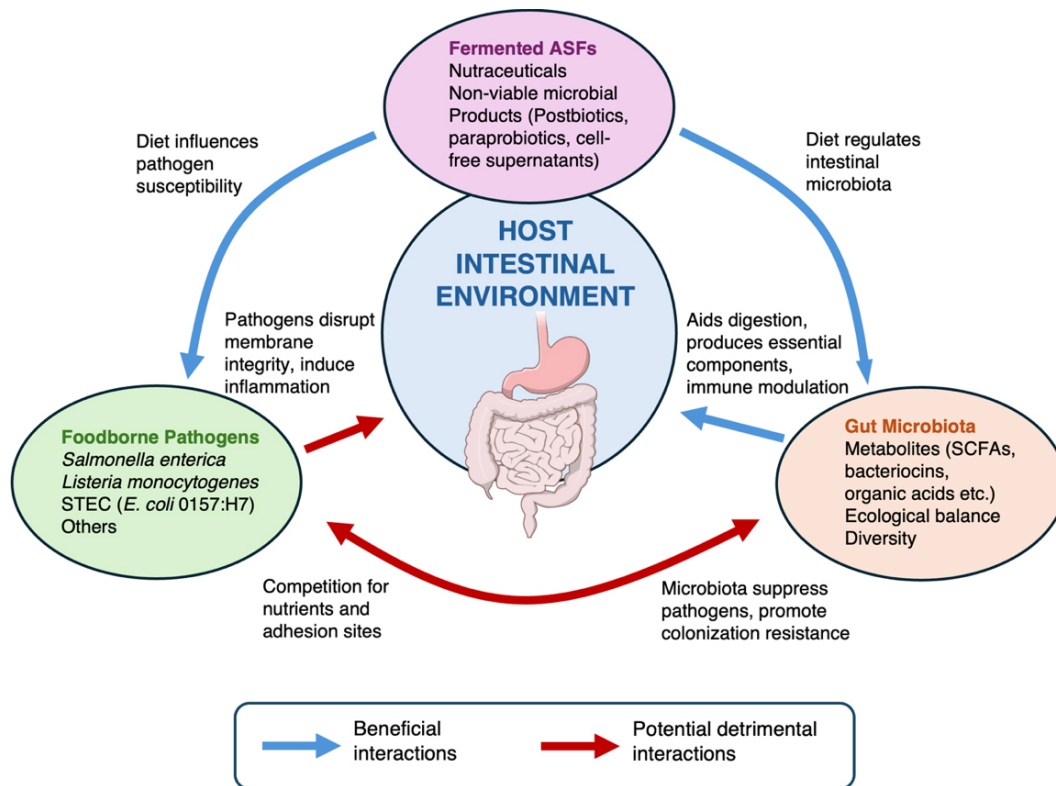 Fermented ASFs
Nutraceuticals
Non-viable microbial
Products (Postbiotics,
paraprobiotics, cell-
free supernatants)
Diet influences
pathogen
susceptibility
Diet regulates
intestinal
microbiota
HOST
INTESTINAL
ENVIRONMENT
Pathogens disrupt
membrane
integrity, induce
inflammation
Aids digestion,
produces essential
components,
immune modulation
Foodborne Pathogens
Salmonella enterica
Listeria monocytogenes
STEC (E. coli 0157:H7)
Others
Gut Microbiota
Metabolites (SCFAs,
bacteriocins,
organic acids etc.)
Ecological balance
Diversity
Competition for
nutrients and
adhesion sites
Microbiota suppress
pathogens, promote
colonization resistance
Beneficial
interactions
Potential detrimental
interactions